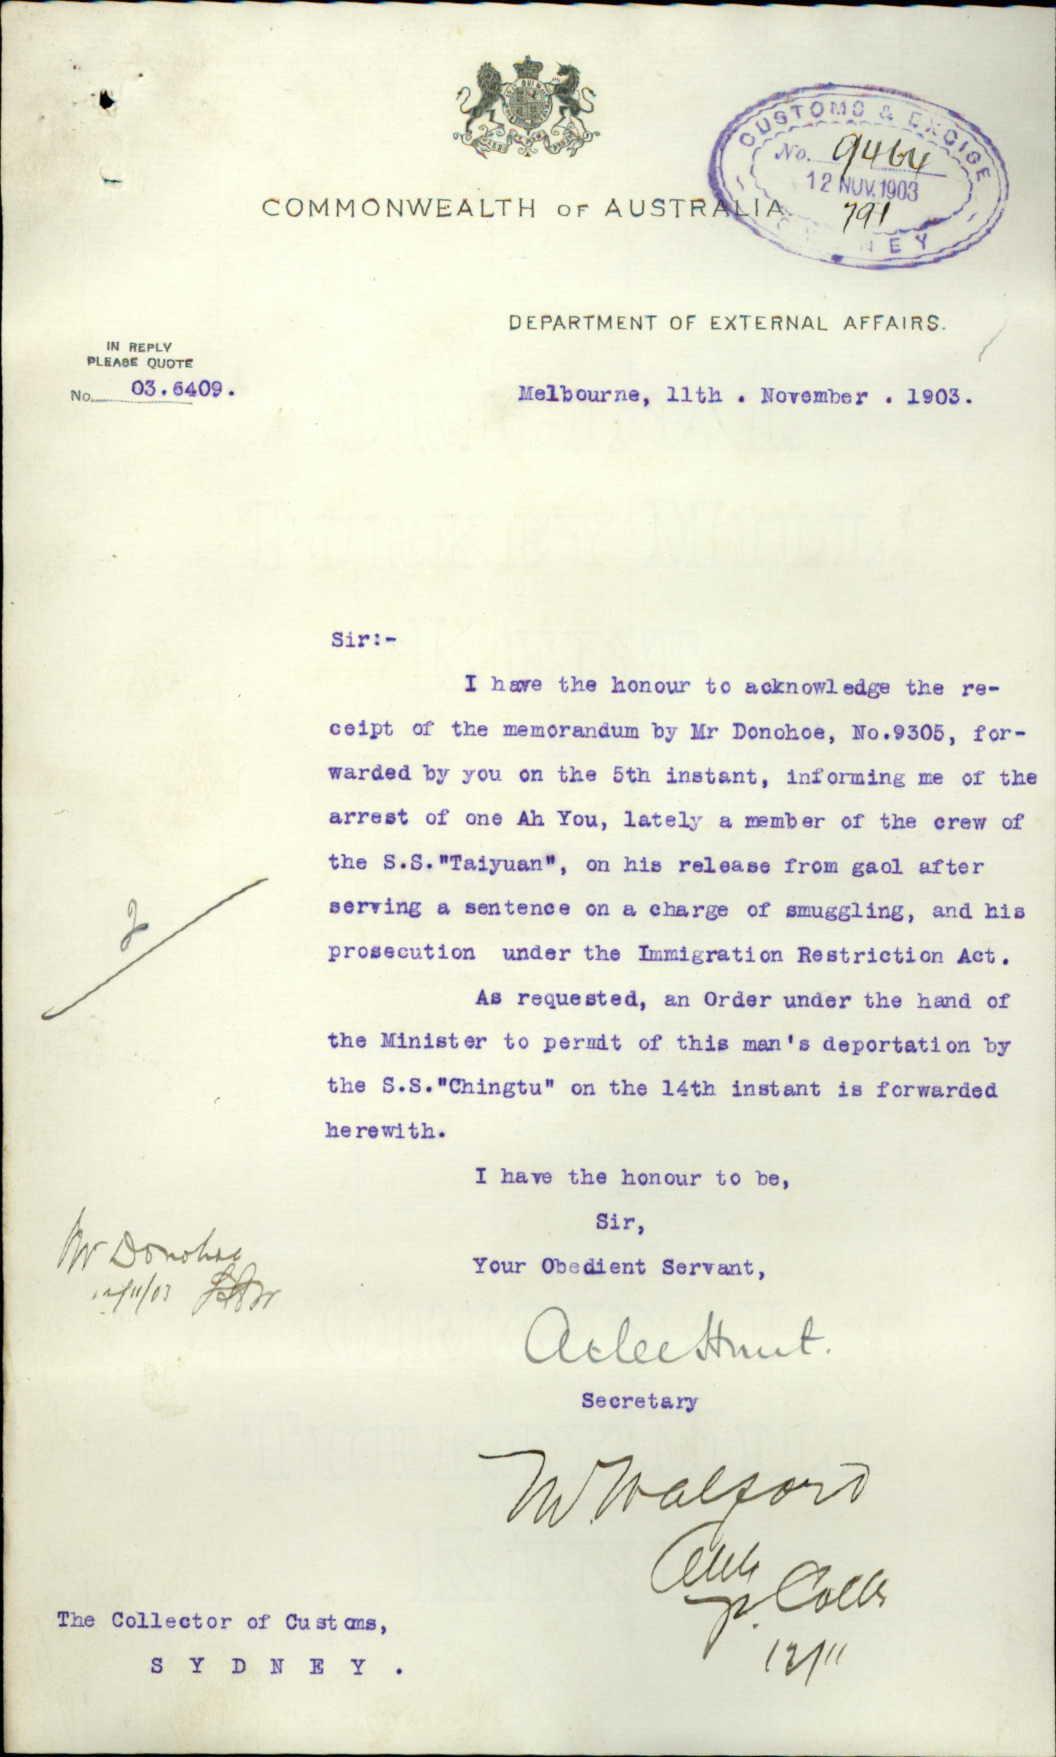 CUSTOMS & EXCISE
No. 9464
12 NOV. 1903
791
COMMONWEALTH OF AUSTRALIA.
DEPARTMENT OF EXTERNAL AFFAIRS.
IN REPLY
PLEASE QUOTE
No. 03.6409.
Melbourne, 11th . November . 1903.
Sir:-
I have the honour to acknowledge the re-
ceipt of the memorandum by Mr Donohoe, No.9305, for-
warded by you on the 5th instant, informing me of the
arrest of one Ah You, lately a member of the crew of
the S.S."Taiyuan", on his release from gaol after
serving a sentence on a charge of smuggling, and his
prosecution under the Immigration Restriction Act.
As requested, an Order under the hand of
the Minister to permit of this man's deportation by
the S.S."Chingtu" on the 14th instant is forwarded
herewith.
I have the honour to be,
Sir,
Your Obedient Servant,
Atlee Hunt.
Secretary
Mr Donohoe
12/11/03
Mr. Walford
p. Collr
12/11
The Collector of Customs,
S Y D N E Y .